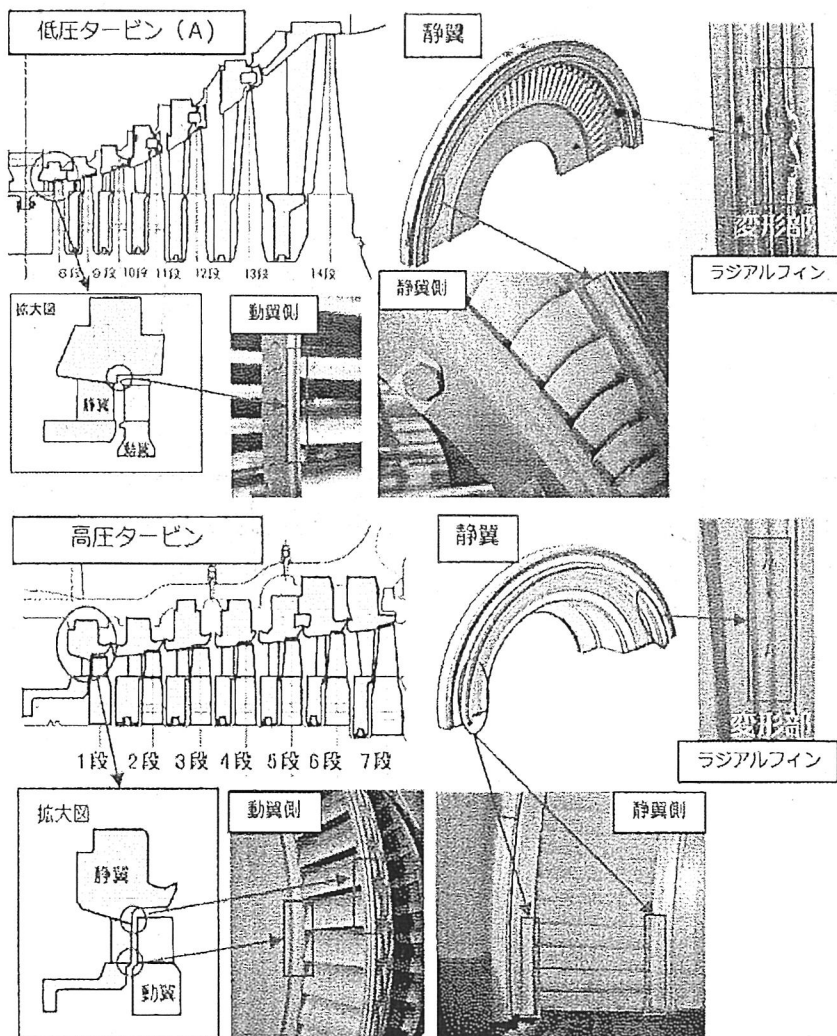 低圧タービン（A）
静翼
変形部
ラジアルフィン
8段 9段 10段 11段 12段 13段 14段
拡大図
静翼
動翼
動翼側
静翼側
高圧タービン
静翼
変形部
ラジアルフィン
1段 2段 3段 4段 5段 6段 7段
拡大図
静翼
動翼
動翼側
静翼側